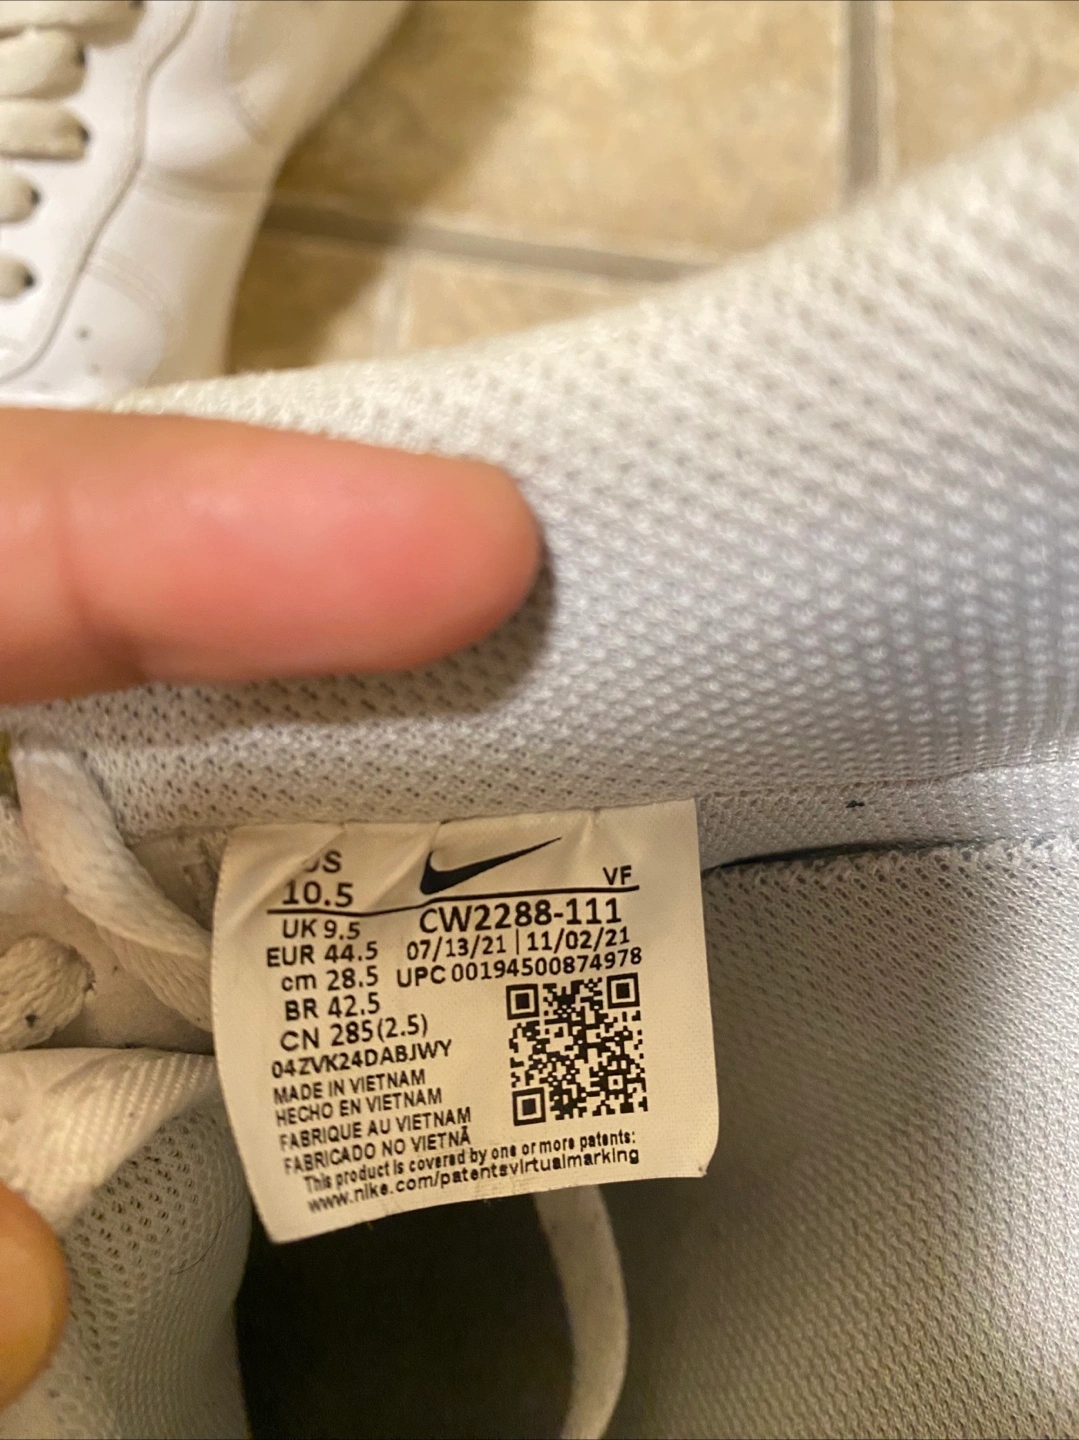 US
10.5
VF
UK 9.5
CW2288-111
EUR 44.5
07/13/21 | 11/02/21
cm 28.5
UPC 00194500874978
BR 42.5
CN 285(2.5)
04ZVK24DABJWY
MADE IN VIETNAM
HECHO EN VIETNAM
FABRIQUE AU VIETNAM
FABRICADO NO VIETNÃ
This product is covered by one or more patents:
www.nike.com/patentsvirtualmarking